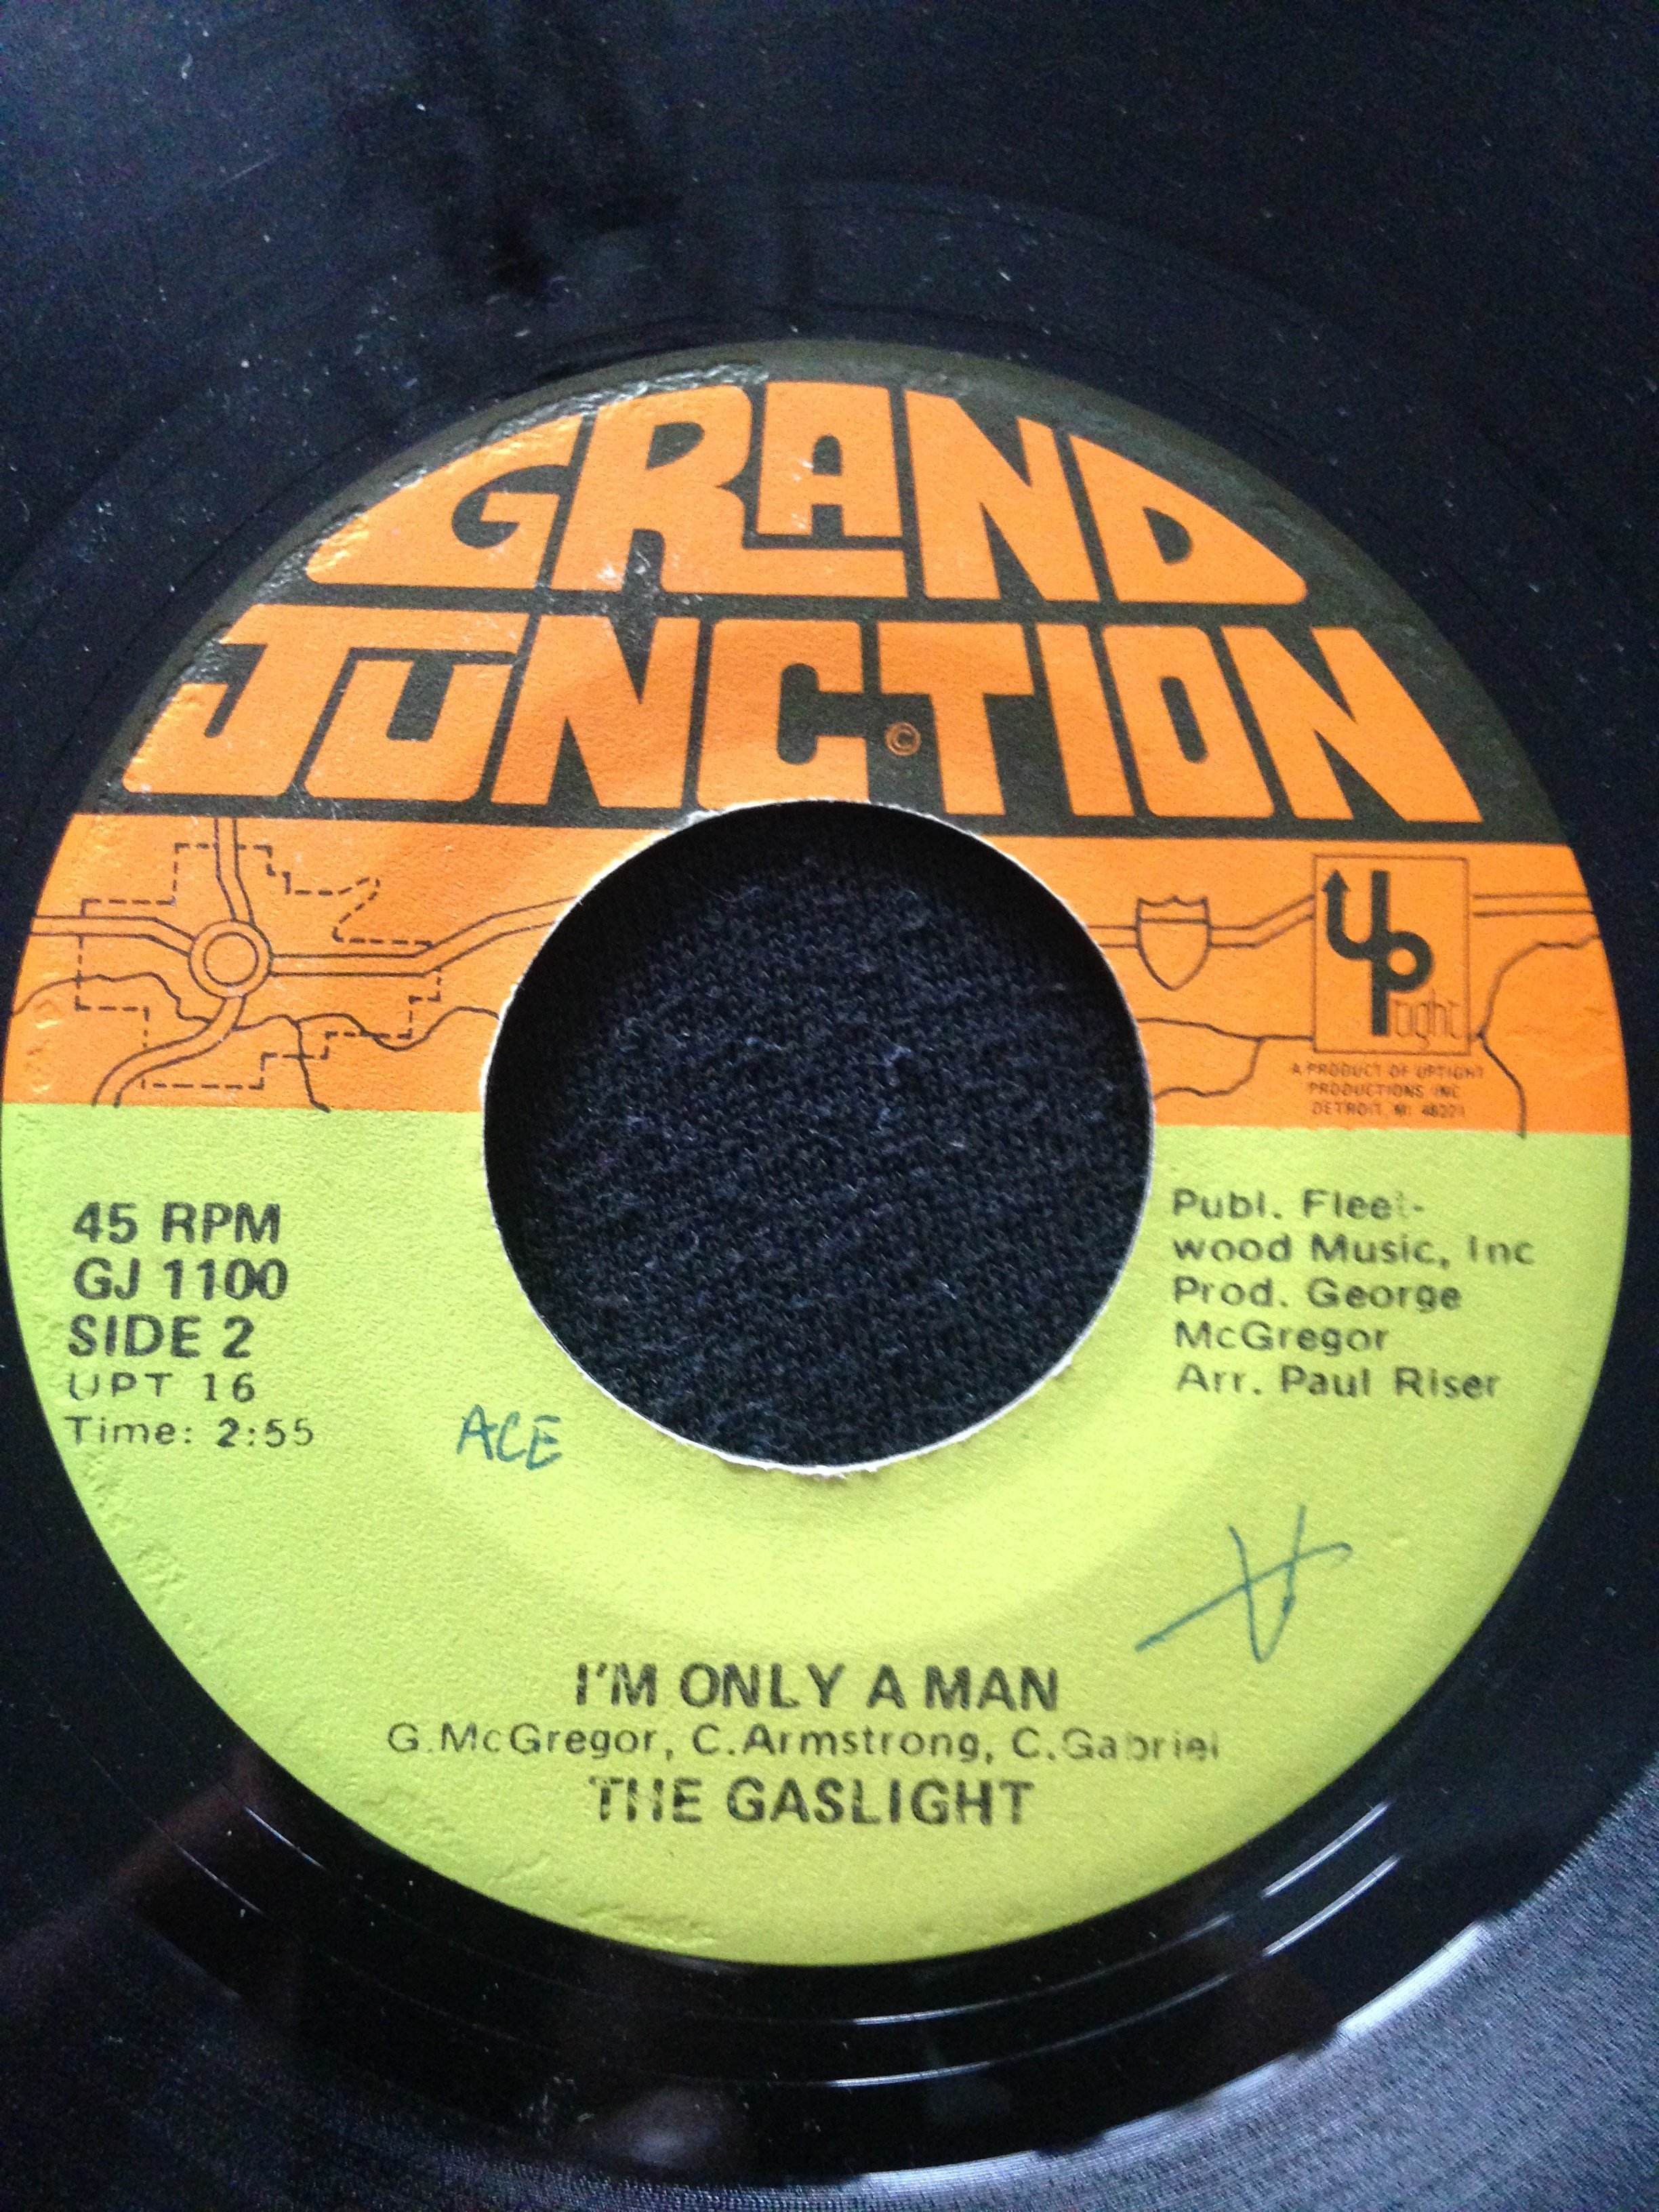 GRAND
JUNCTION
©
UPtight
A PRODUCT OF UPTIGHT
PRODUCTIONS INC
DETROIT, MI 48221
45 RPM
GJ 1100
SIDE 2
UPT 16
Time: 2:55
Publ. Fleet-
wood Music, Inc
Prod. George
McGregor
Arr. Paul Riser
ACE
I'M ONLY A MAN
G.McGregor, C.Armstrong, C.Gabriel
THE GASLIGHT